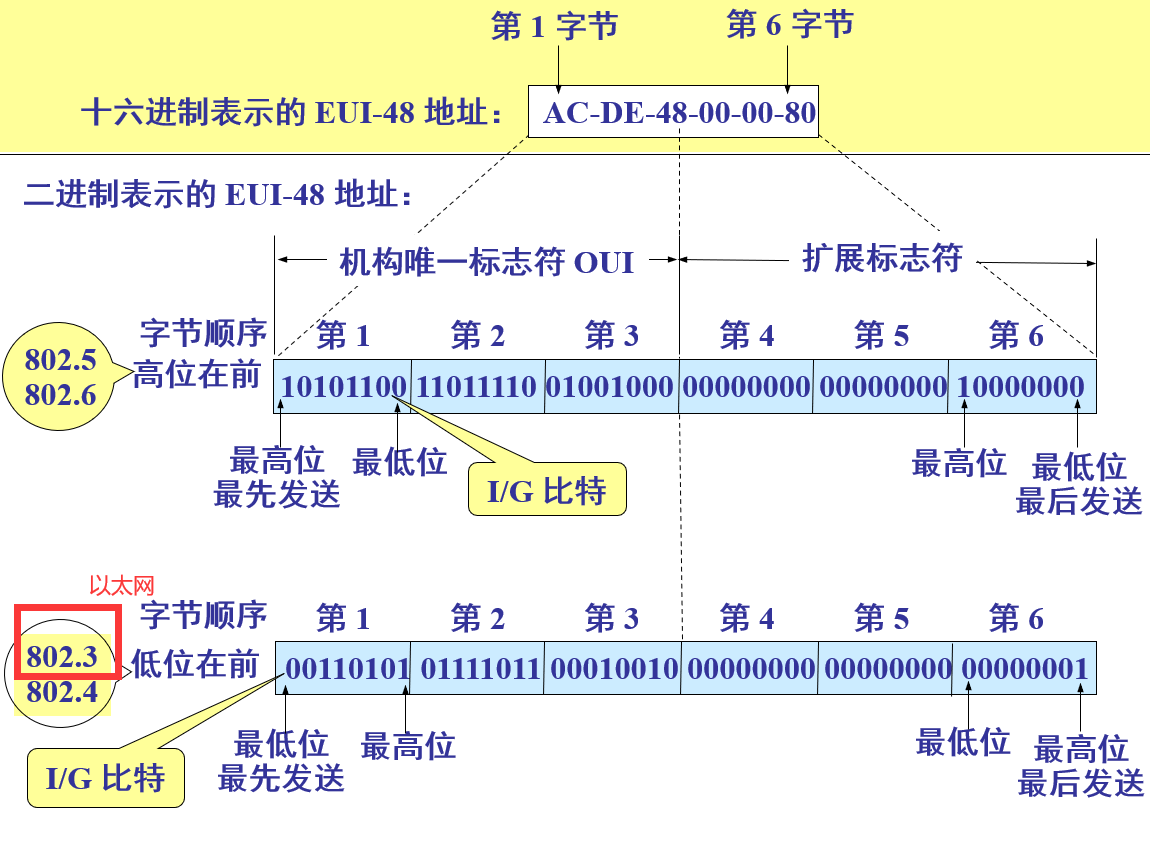 第 1 字节
第 6 字节
十六进制表示的 EUI-48 地址：
AC-DE-48-00-00-80
二进制表示的 EUI-48 地址：
机构唯一标志符 OUI
扩展标志符
字节顺序
第 1
第 2
第 3
第 4
第 5
第 6
802.5
802.6
高位在前
10101100
11011110
01001000
00000000
00000000
10000000
最高位
最先发送
最低位
I/G 比特
最高位
最低位
最后发送
以太网
字节顺序
第 1
第 2
第 3
第 4
第 5
第 6
802.3
802.4
低位在前
00110101
01111011
00010010
00000000
00000000
00000001
最低位
最先发送
最高位
I/G 比特
最低位
最高位
最后发送